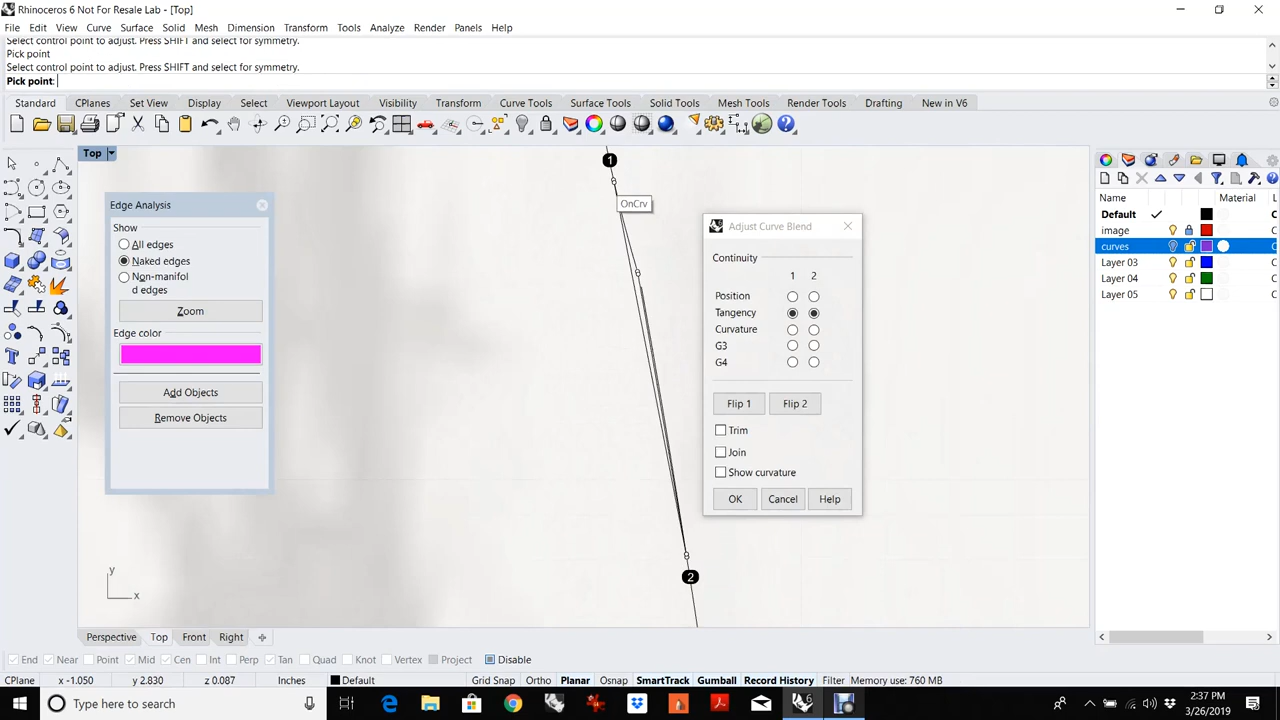 Rhinoceros 6 Not For Resale Lab - [Top]
File Edit View Curve Surface Solid Mesh Dimension Transform Tools Analyze Render Panels Help
Select control point to adjust. Press SHIFT and select for symmetry.
Pick point
Select control point to adjust. Press SHIFT and select for symmetry.
Pick point:
Standard CPlanes Set View Display Select Viewport Layout Visibility Transform Curve Tools Surface Tools Solid Tools Mesh Tools Render Tools Drafting New in V6
Top
1
OnCrv
2
y
x
Edge Analysis
Show
All edges
Naked edges
Non-manifol
d edges
Zoom
Edge color
Add Objects
Remove Objects
Adjust Curve Blend
Continuity
1 2
Position
Tangency
Curvature
G3
G4
Flip 1 Flip 2
Trim
Join
Show curvature
OK Cancel Help
Name Material
Default
image
curves
Layer 03
Layer 04
Layer 05
Perspective Top Front Right
End Near Point Mid Cen Int Perp Tan Quad Knot Vertex Project Disable
CPlane x -1.050 y 2.830 z 0.087 Inches Default Grid Snap Ortho Planar Osnap SmartTrack Gumball Record History Filter Memory use: 760 MB
Type here to search
2:37 PM
3/26/2019